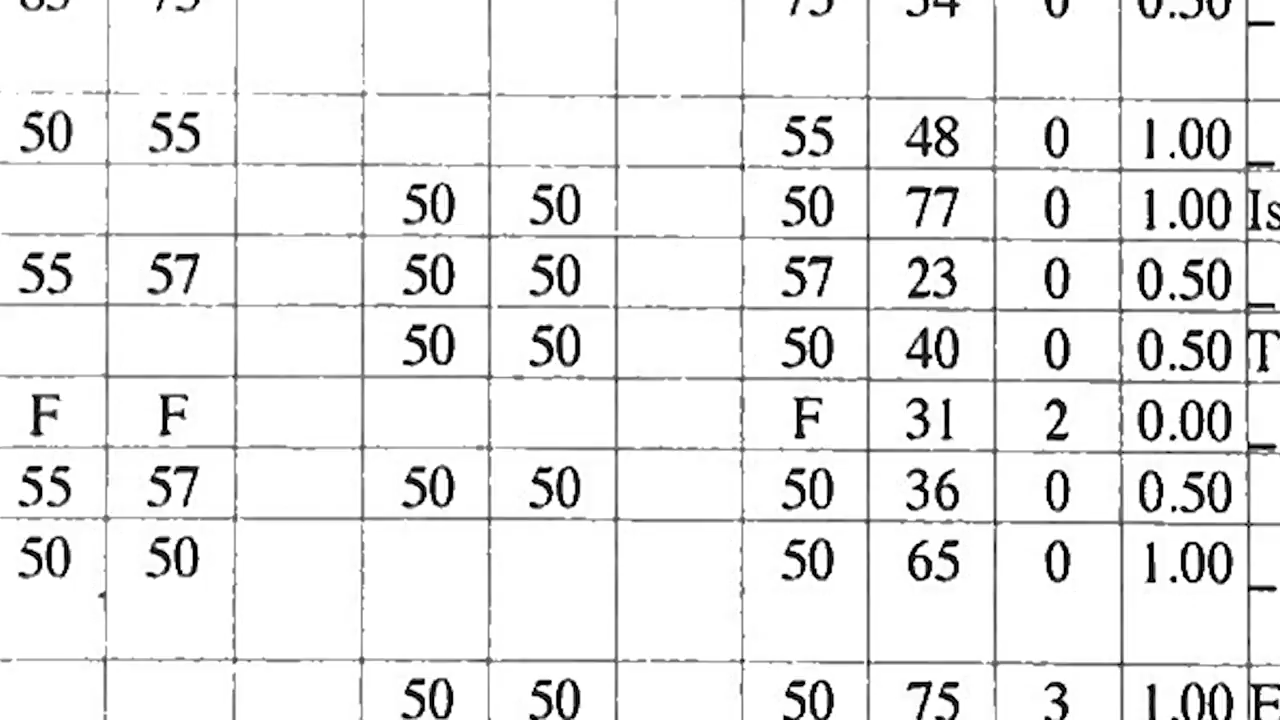 50 55 55 48 0 1.00
50 50 50 77 0 1.00 Is
55 57 50 50 57 23 0 0.50
50 50 50 40 0 0.50 T
F F F 31 2 0.00
55 57 50 50 50 36 0 0.50
50 50 50 65 0 1.00
50 50 50 75 3 1.00